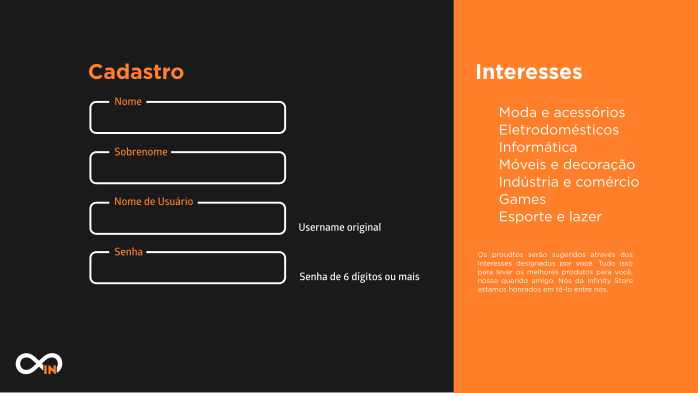 Cadastro
Nome
Sobrenome
Nome de Usuário
Username original
Senha
Senha de 6 dígitos ou mais
IN
Interesses
Moda e acessórios
Eletrodomésticos
Informática
Móveis e decoração
Indústria e comércio
Games
Esporte e lazer
Os proudtos serão sugeridos através dos
interesses designados por você. Tudo isso
para levar os melhores produtos para você,
nosso querido amigo. Nós da Infinity Store
estamos honrados em tê-lo entre nós.